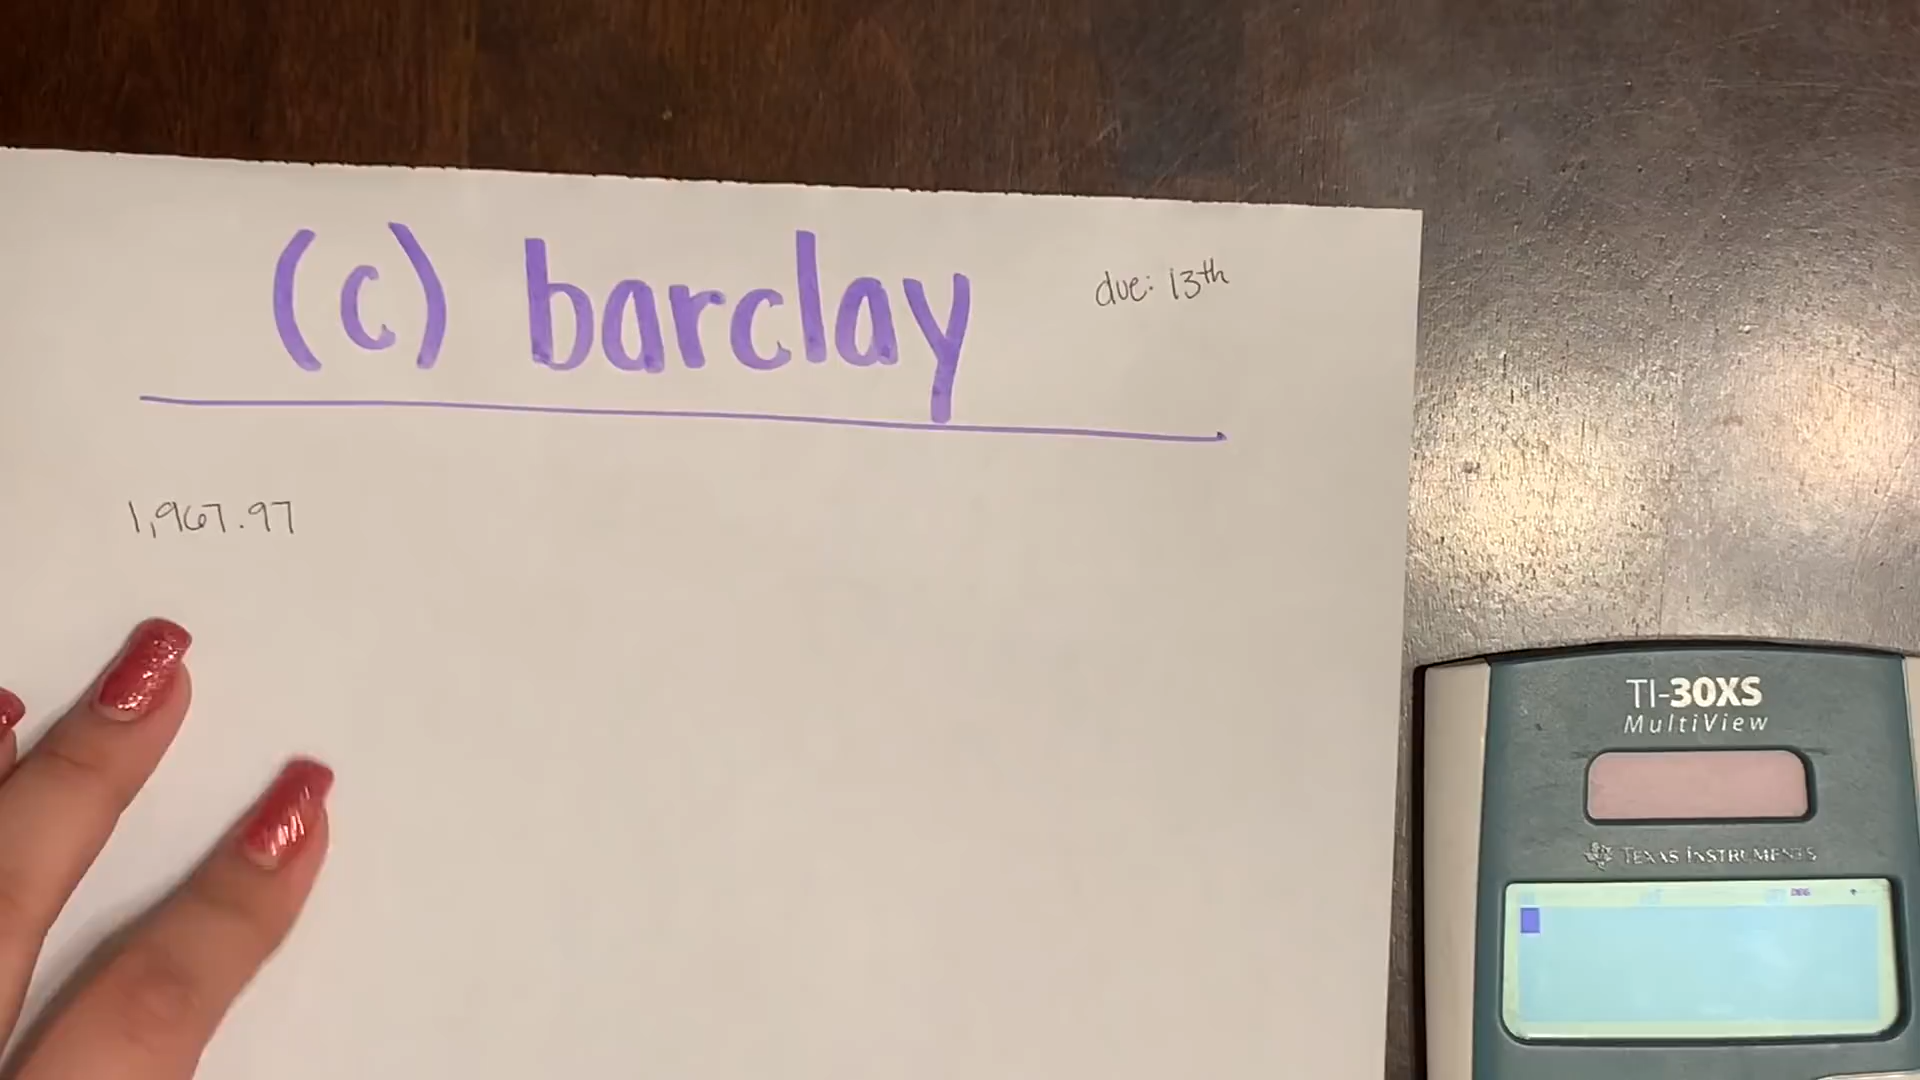 (c) barclay
due: 13th
1,967.97
TI-30XS
MultiView
TEXAS INSTRUMENTS
DEG